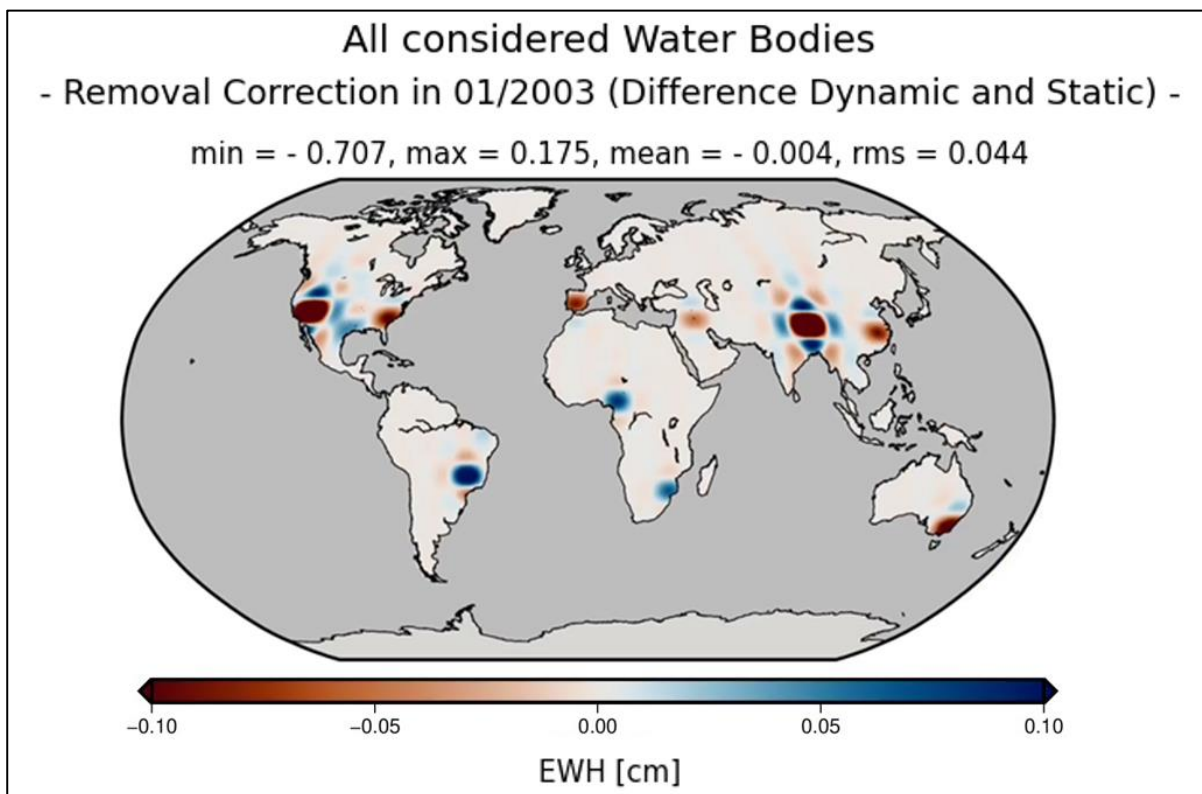 All considered Water Bodies
- Removal Correction in 01/2003 (Difference Dynamic and Static) -
min = - 0.707, max = 0.175, mean = - 0.004, rms = 0.044
−0.10 −0.05 0.00 0.05 0.10
EWH [cm]